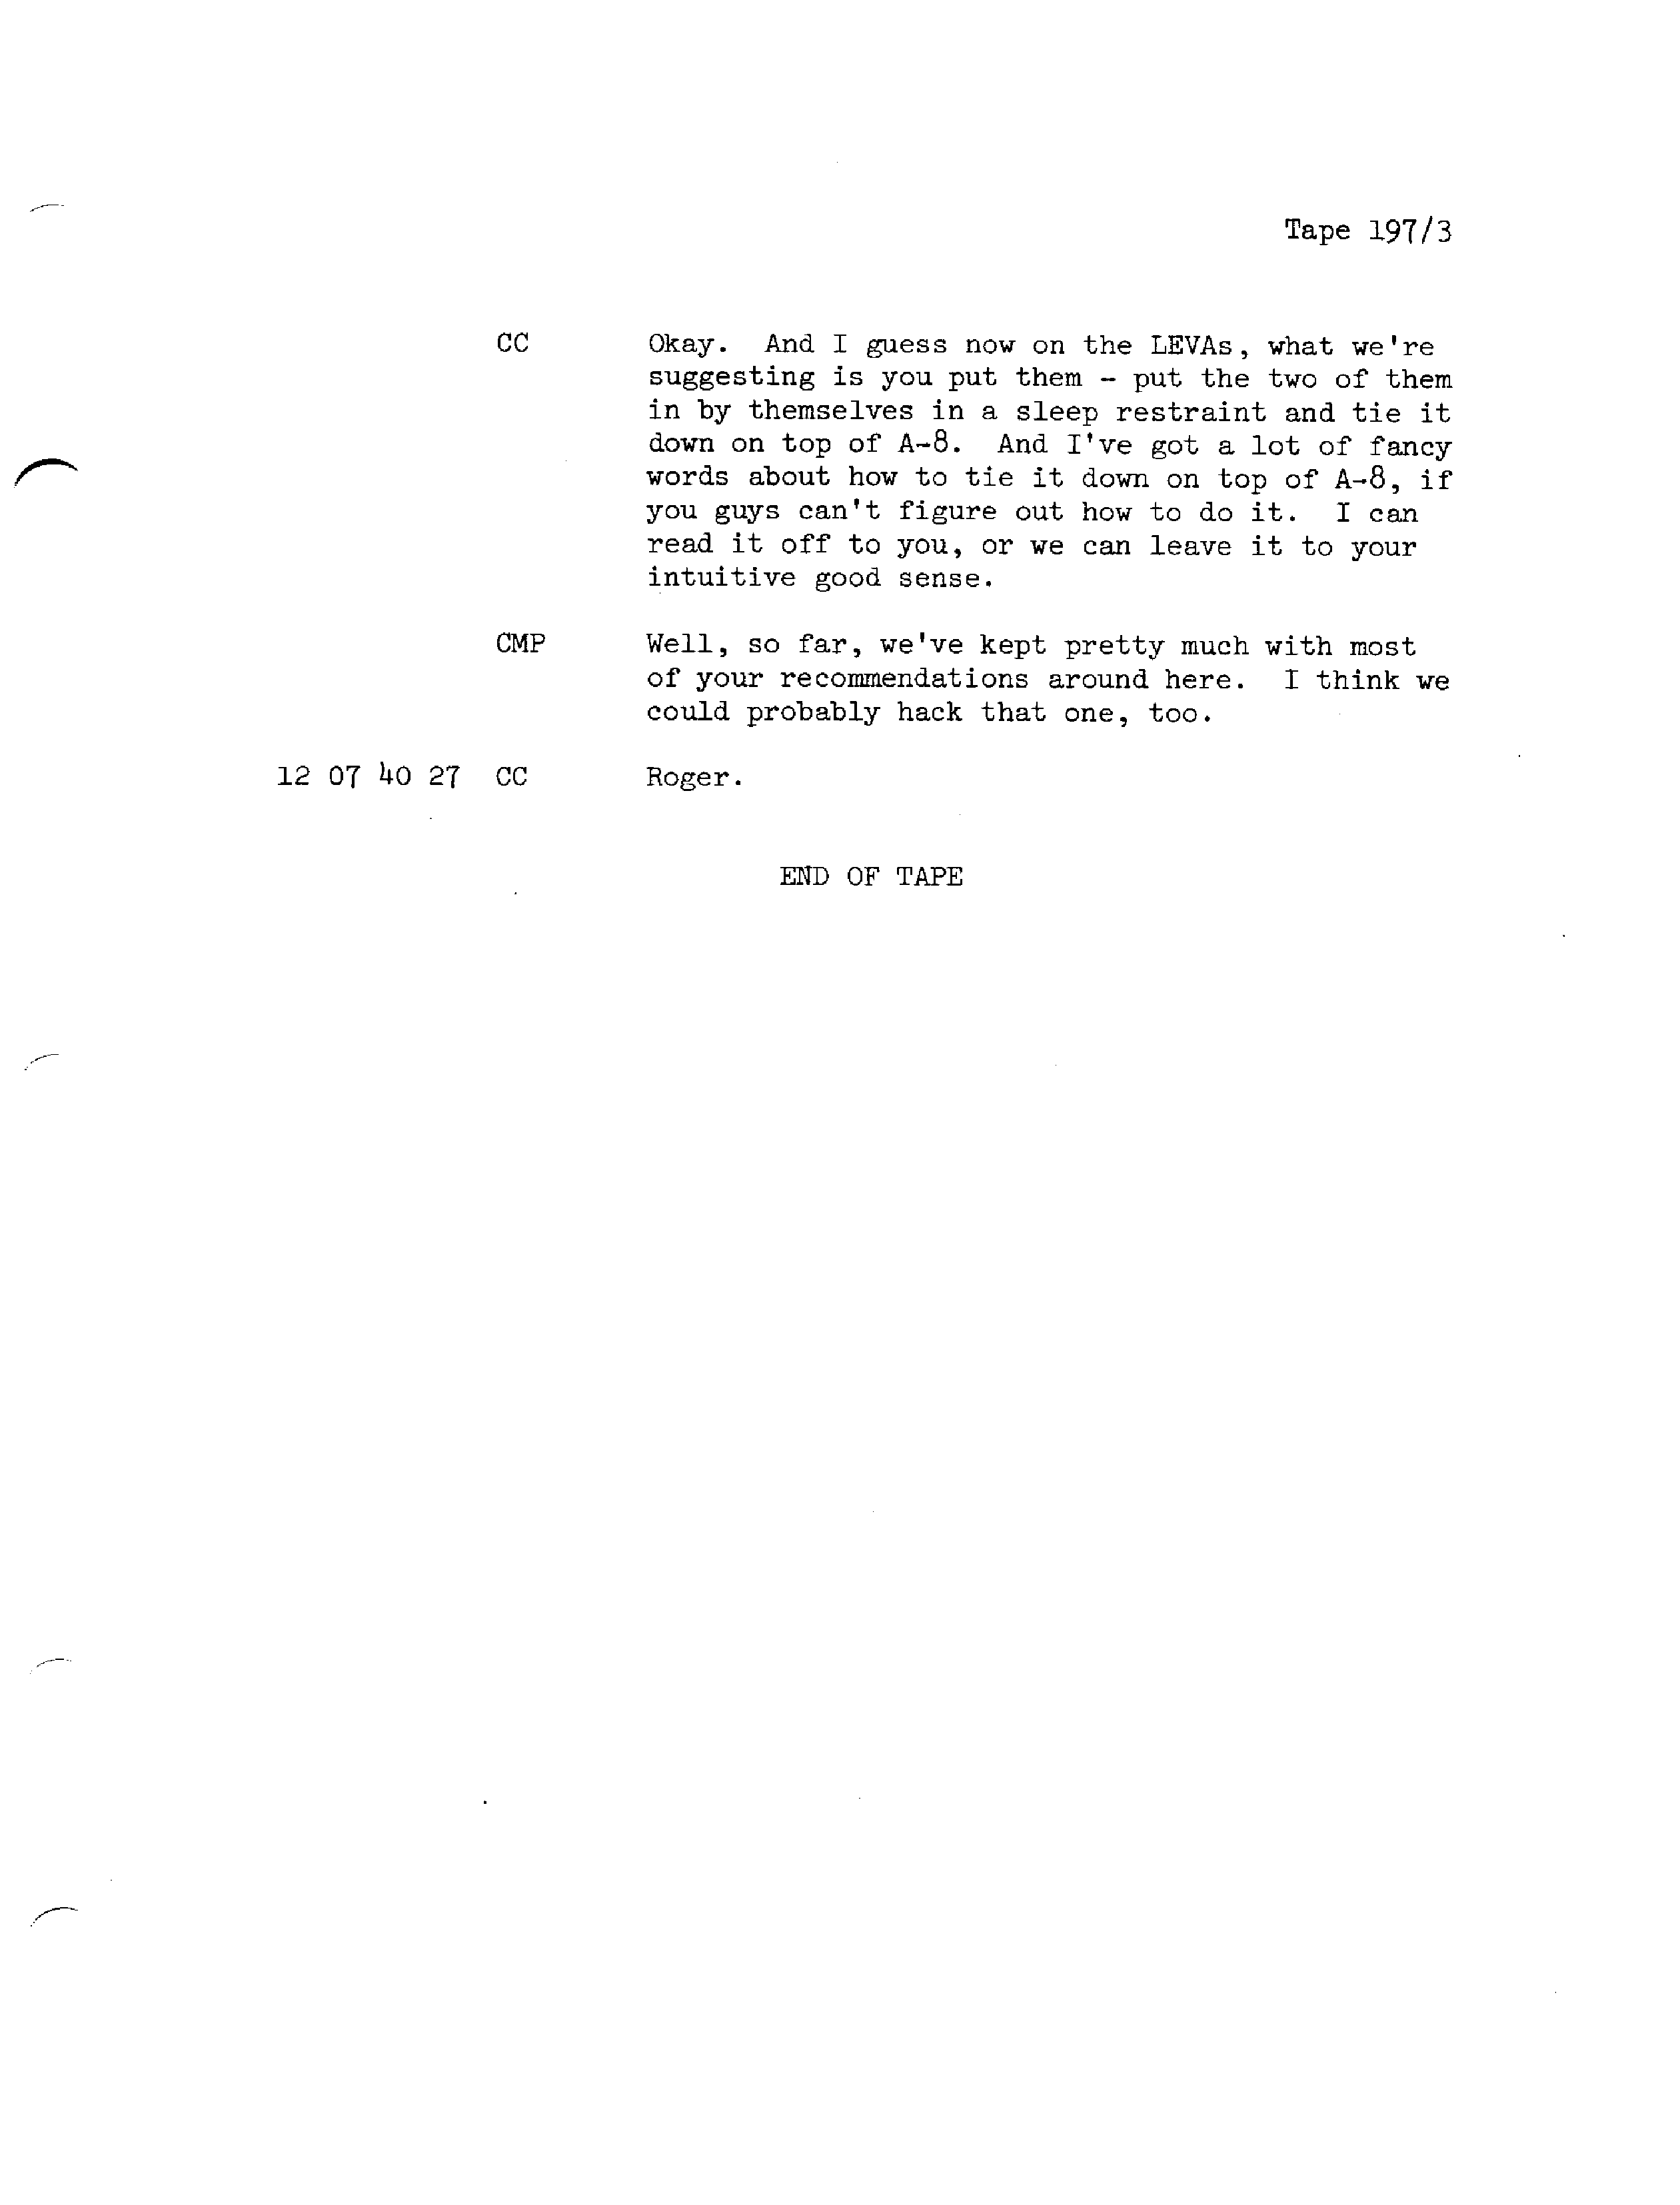 Tape 197/3
CC Okay. And I guess now on the LEVAs, what we're
suggesting is you put them - put the two of them
in by themselves in a sleep restraint and tie it
down on top of A-8. And I've got a lot of fancy
words about how to tie it down on top of A-8, if
you guys can't figure out how to do it. I can
read it off to you, or we can leave it to your
intuitive good sense.
CMP Well, so far, we've kept pretty much with most
of your recommendations around here. I think we
could probably hack that one, too.
12 07 40 27 CC Roger.
END OF TAPE